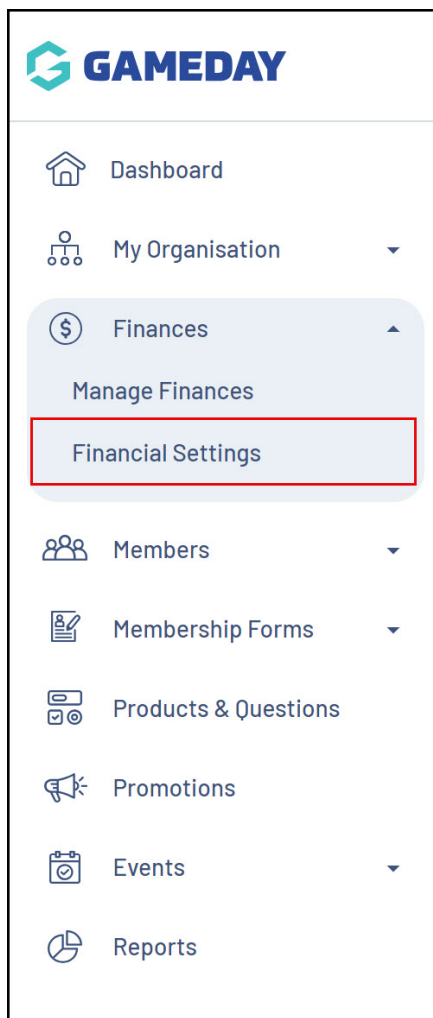 GAMEDAY
Dashboard
My Organisation
Finances
Manage Finances
Financial Settings
Members
Membership Forms
Products & Questions
Promotions
Events
Reports